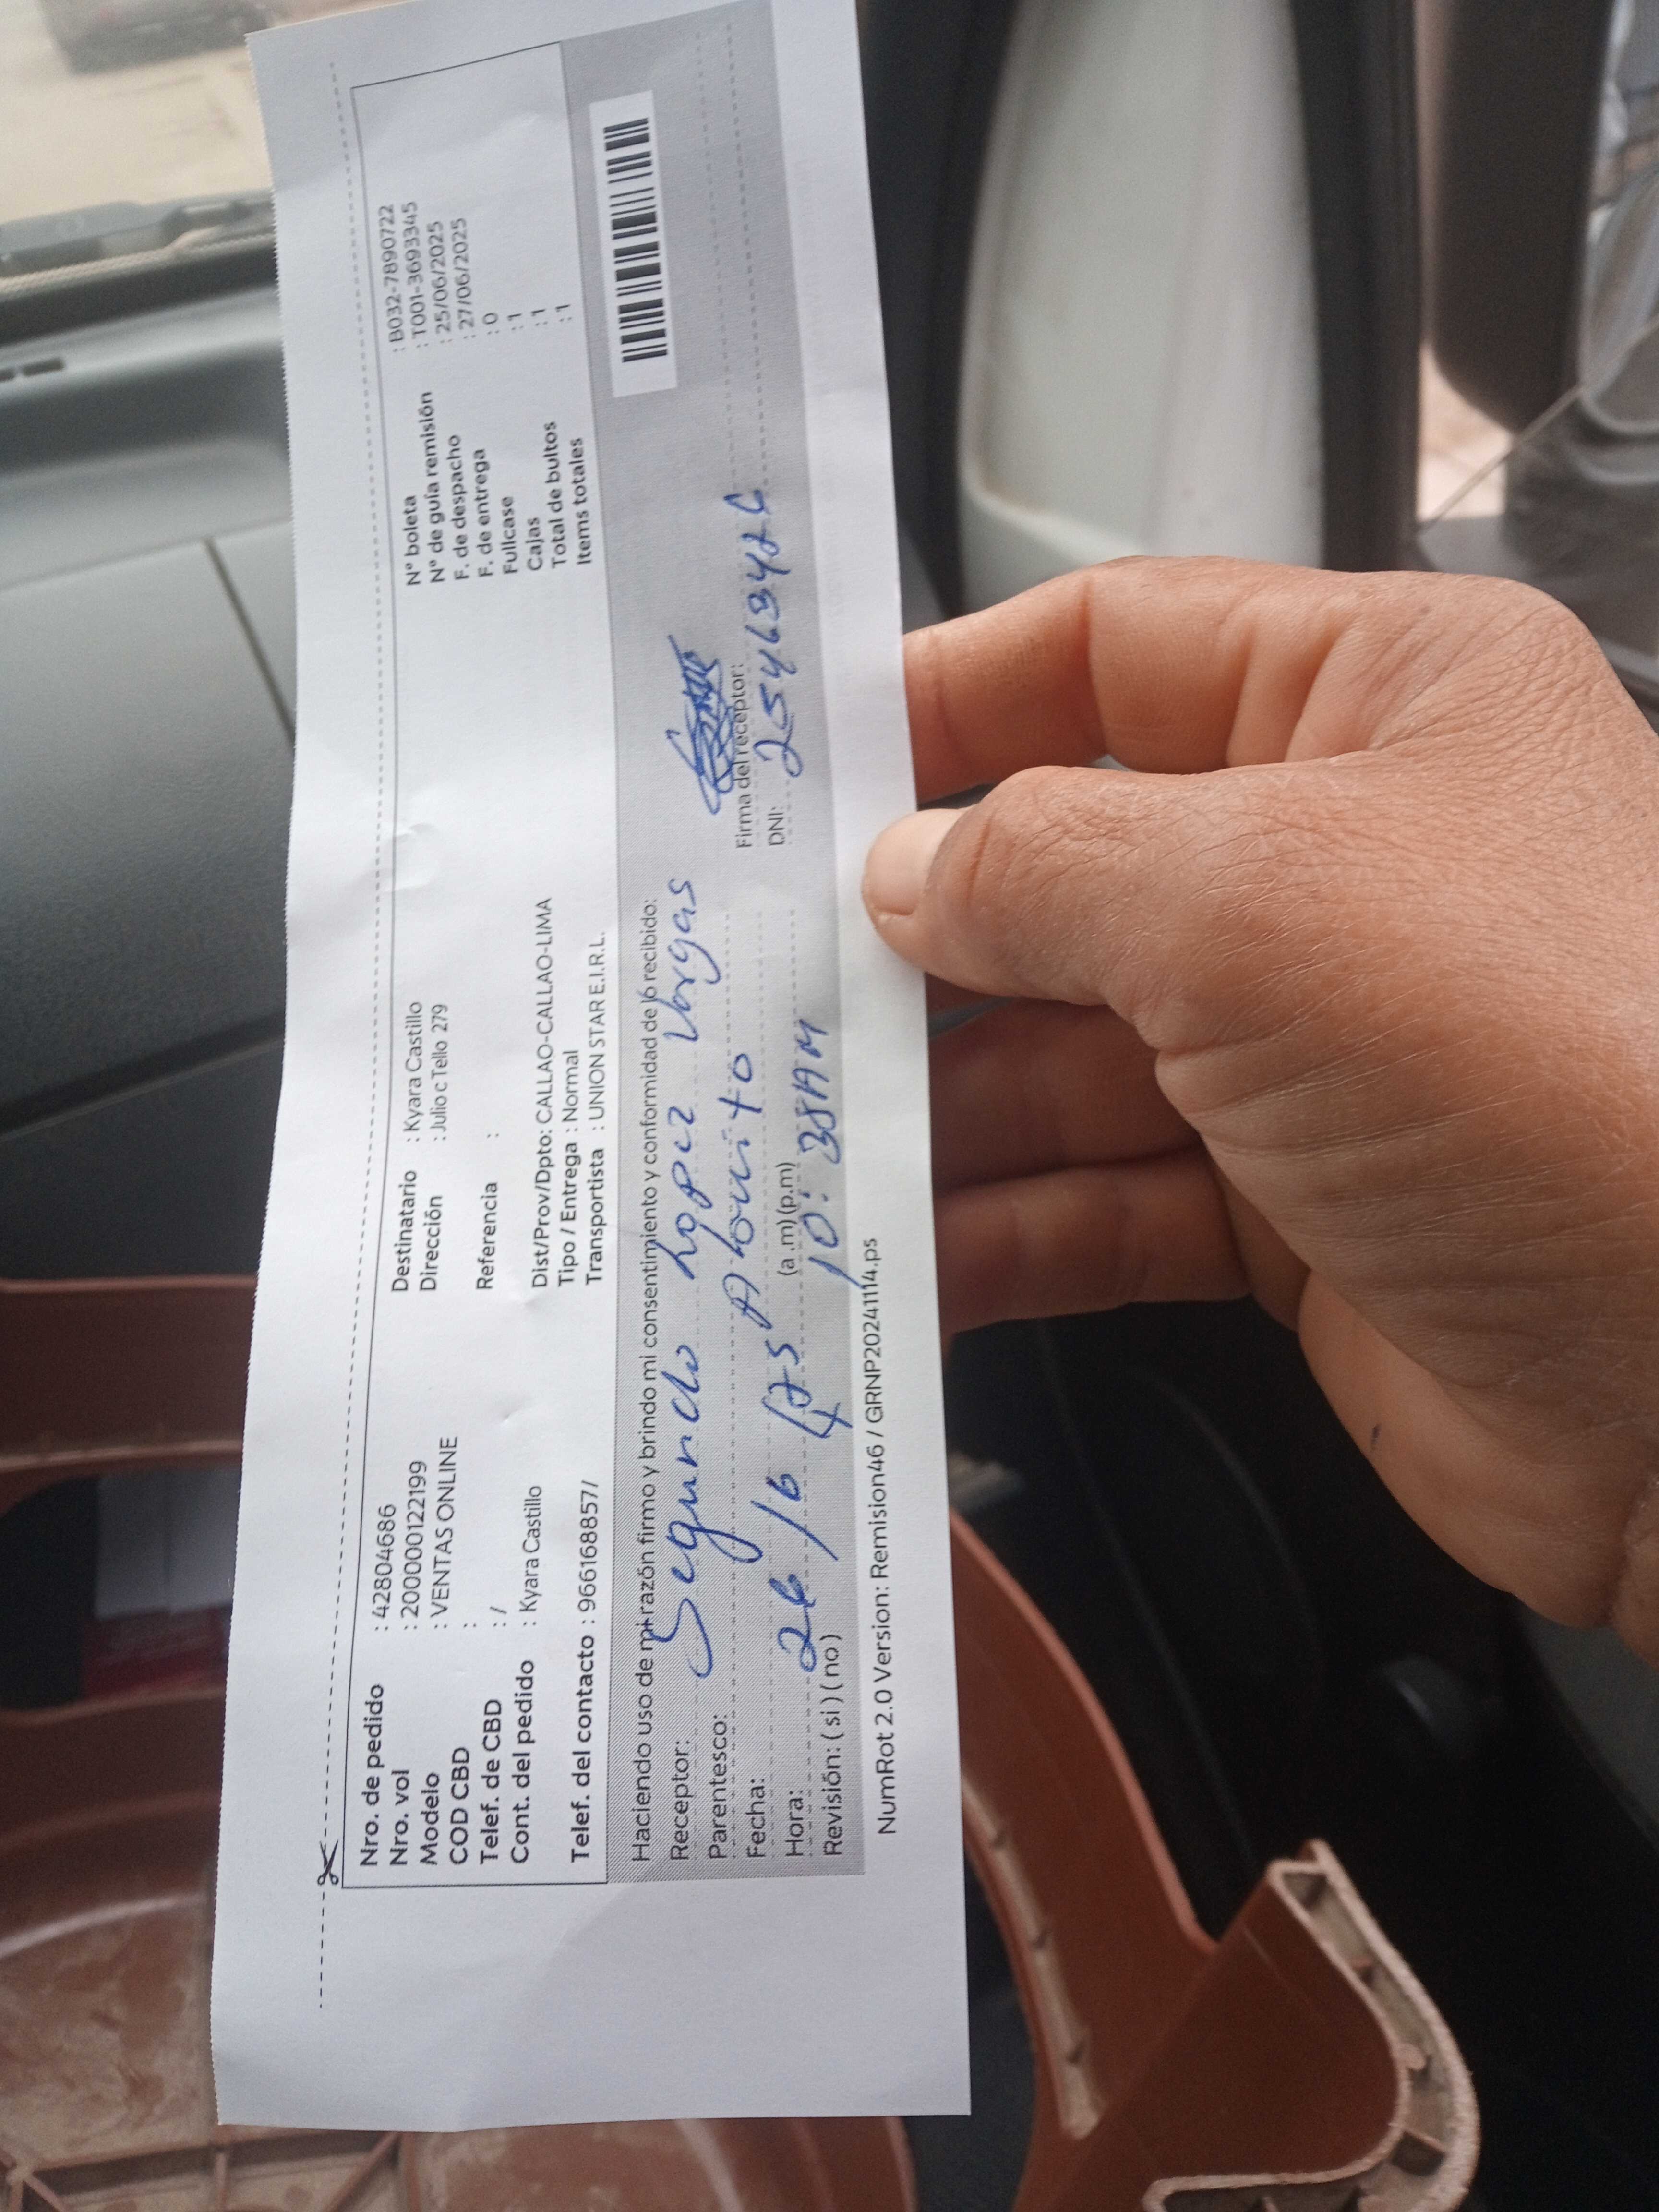 Nro. de pedido : 42804686
Nro. vol : 200000122199
Modelo : VENTAS ONLINE
COD CBD :
Telef. de CBD : /
Cont. del pedido : Kyara Castillo
Telef. del contacto : 966168857/
Destinatario : Kyara Castillo
Dirección : Julio c Tello 279
Referencia :
Dist/Prov/Dpto: CALLAO-CALLAO-LIMA
Tipo / Entrega : Normal
Transportista : UNION STAR E.I.R.L.
N° boleta : B032-7890722
N° de guía remisión : T001-3693345
F. de despacho : 25/06/2025
F. de entrega : 27/06/2025
Fullcase : 0
Cajas : 1
Total de bultos : 1
Items totales : 1
Haciendo uso de mi razón firmo y brindo mi consentimiento y conformidad de lo recibido:
Receptor: Segundo Lopez Vargas
Parentesco: Abuito
Fecha: 26/6/25
Hora: (a .m) (p.m) 10:38AM
Revisión: ( si ) ( no )
Firma del receptor:
DNI:
NumRot 2.0 Version: Remision46 / GRNP20241114.ps